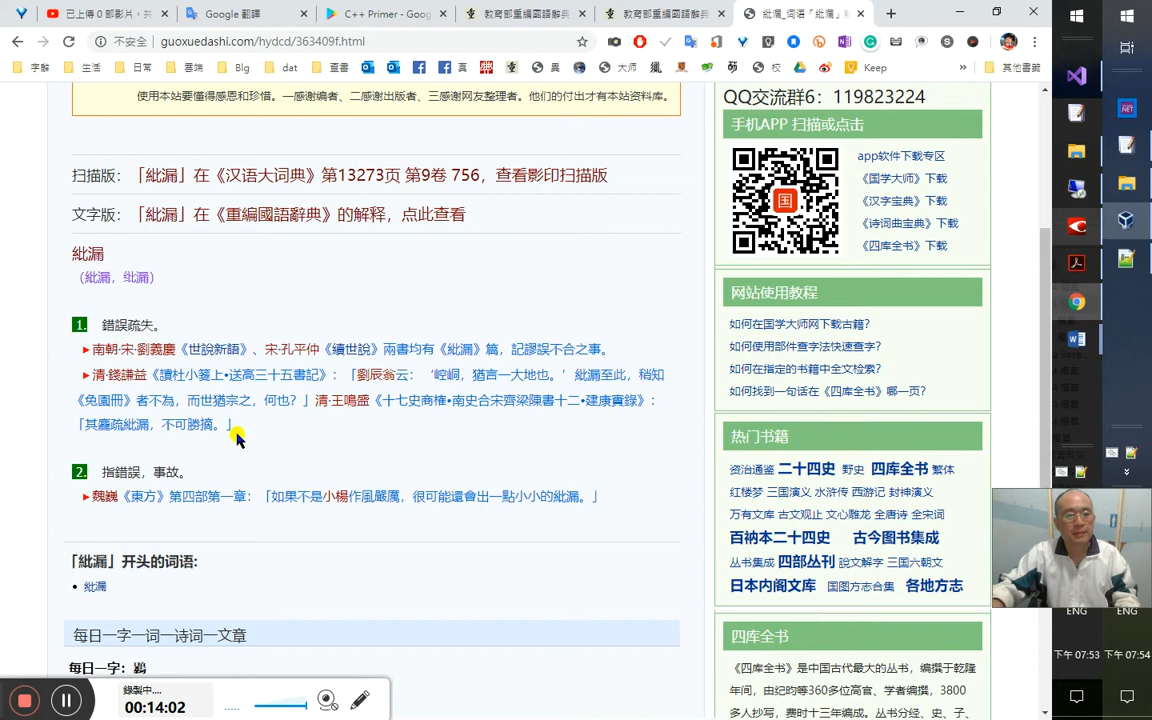 已上傳 0 部影片，共
Google 翻譯
C++ Primer - Google
教育部重編國語辭典
教育部重編國語辭典
紕漏_词语「紕漏」
不安全 | guoxuedashi.com/hydcd/363409f.html
字辭
生活
日常
雲端
Blg
dat
查書
真
異
大师
萌
权
Keep
其他書籤
使用本站要懂得感恩和珍惜。一感谢编者、二感谢出版者、三感谢网友整理者。他们的付出才有本站资料库。
扫描版：「紕漏」在《汉语大词典》第13273页 第9卷 756，查看影印扫描版
文字版：「紕漏」在《重編國語辭典》的解释，点此查看
紕漏
（紕漏，纰漏）
1. 錯誤疏失。
►南朝·宋·劉義慶《世說新語》、宋·孔平仲《續世說》兩書均有《紕漏》篇，記謬誤不合之事。
►清·錢謙益《讀杜小箋上•送高三十五書記》：「劉辰翁云：‘崆峒，猶言一大地也。’紕漏至此，稍知
《兔園冊》者不為，而世猶宗之，何也？」清·王鳴盛《十七史商榷•南史合宋齊梁陳書十二•建康實錄》：
「其麤疏紕漏，不可勝摘。」
2. 指錯誤，事故。
►魏巍《東方》第四部第一章：「如果不是小楊作風嚴厲，很可能還會出一點小小的紕漏。」
「紕漏」开头的词语:
• 紕漏
每日一字一词一诗词一文章
每日一字：鷄
錄製中....
00:14:02
QQ交流群6：119823224
手机APP 扫描或点击
国
app软件下载专区
《国学大师》下载
《汉字宝典》下载
《诗词曲宝典》下载
《四库全书》下载
网站使用教程
如何在国学大师网下载古籍?
如何使用部件查字法快速查字?
如何在指定的书籍中全文检索?
如何找到一句话在《四库全书》哪一页?
热门书籍
资治通鉴 二十四史 野史 四库全书 繁体
红楼梦 三国演义 水浒传 西游记 封神演义
万有文库 古文观止 文心雕龙 全唐诗 全宋词
百衲本二十四史 古今图书集成
丛书集成 四部丛刊 說文解字 三国六朝文
日本内阁文库 国图方志合集 各地方志
四库全书
《四库全书》是中国古代最大的丛书，编撰于乾隆
年间，由纪昀等360多位高官、学者编撰，3800
多人抄写，费时十三年编成。丛书分经、史、子、
ENG
ENG
下午 07:53
下午 07:54